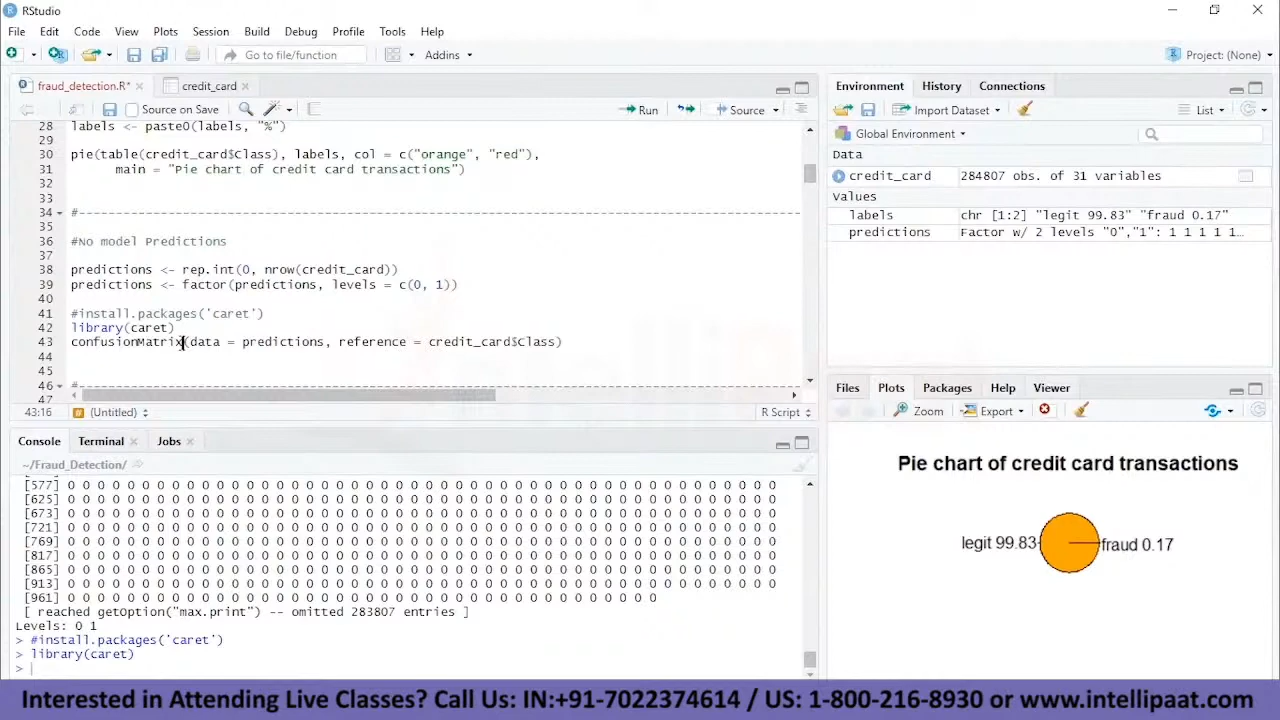 RStudio
File Edit Code View Plots Session Build Debug Profile Tools Help
Go to file/function Addins Project: (None)
fraud_detection.R* credit_card
Source on Save Run Source
28 labels <- paste0(labels, "%")
29
30 pie(table(credit_card$Class), labels, col = c("orange", "red"),
31 main = "Pie chart of credit card transactions")
32
33
34 #----------------------------------------------------------------
35
36 #No model Predictions
37
38 predictions <- rep.int(0, nrow(credit_card))
39 predictions <- factor(predictions, levels = c(0, 1))
40
41 #install.packages('caret')
42 library(caret)
43 confusionMatrix(data = predictions, reference = credit_card$Class)
44
45
46 #----------------------------------------------------------------
47
43:16 # (Untitled) R Script
Console Terminal Jobs
~/Fraud_Detection/
[577] 0 0 0 0 0 0 0 0 0 0 0 0 0 0 0 0 0 0 0 0 0 0 0 0 0 0 0 0 0 0 0 0 0 0 0 0 0 0 0 0 0 0 0 0 0 0 0 0
[625] 0 0 0 0 0 0 0 0 0 0 0 0 0 0 0 0 0 0 0 0 0 0 0 0 0 0 0 0 0 0 0 0 0 0 0 0 0 0 0 0 0 0 0 0 0 0 0 0
[673] 0 0 0 0 0 0 0 0 0 0 0 0 0 0 0 0 0 0 0 0 0 0 0 0 0 0 0 0 0 0 0 0 0 0 0 0 0 0 0 0 0 0 0 0 0 0 0 0
[721] 0 0 0 0 0 0 0 0 0 0 0 0 0 0 0 0 0 0 0 0 0 0 0 0 0 0 0 0 0 0 0 0 0 0 0 0 0 0 0 0 0 0 0 0 0 0 0 0
[769] 0 0 0 0 0 0 0 0 0 0 0 0 0 0 0 0 0 0 0 0 0 0 0 0 0 0 0 0 0 0 0 0 0 0 0 0 0 0 0 0 0 0 0 0 0 0 0 0
[817] 0 0 0 0 0 0 0 0 0 0 0 0 0 0 0 0 0 0 0 0 0 0 0 0 0 0 0 0 0 0 0 0 0 0 0 0 0 0 0 0 0 0 0 0 0 0 0 0
[865] 0 0 0 0 0 0 0 0 0 0 0 0 0 0 0 0 0 0 0 0 0 0 0 0 0 0 0 0 0 0 0 0 0 0 0 0 0 0 0 0 0 0 0 0 0 0 0 0
[913] 0 0 0 0 0 0 0 0 0 0 0 0 0 0 0 0 0 0 0 0 0 0 0 0 0 0 0 0 0 0 0 0 0 0 0 0 0 0 0 0 0 0 0 0 0 0 0 0
[961] 0 0 0 0 0 0 0 0 0 0 0 0 0 0 0 0 0 0 0 0 0 0 0 0 0 0 0 0 0 0 0 0 0 0 0 0 0 0 0 0
[ reached getOption("max.print") -- omitted 283807 entries ]
Levels: 0 1
> #install.packages('caret')
> library(caret)
>
Environment History Connections
Import Dataset List
Global Environment
Data
credit_card 284807 obs. of 31 variables
Values
labels chr [1:2] "legit 99.83" "fraud 0.17"
predictions Factor w/ 2 levels "0","1": 1 1 1 1 1…
Files Plots Packages Help Viewer
Zoom Export
Pie chart of credit card transactions
legit 99.83 fraud 0.17
Interested in Attending Live Classes? Call Us: IN:+91-7022374614 / US: 1-800-216-8930 or www.intellipaat.com